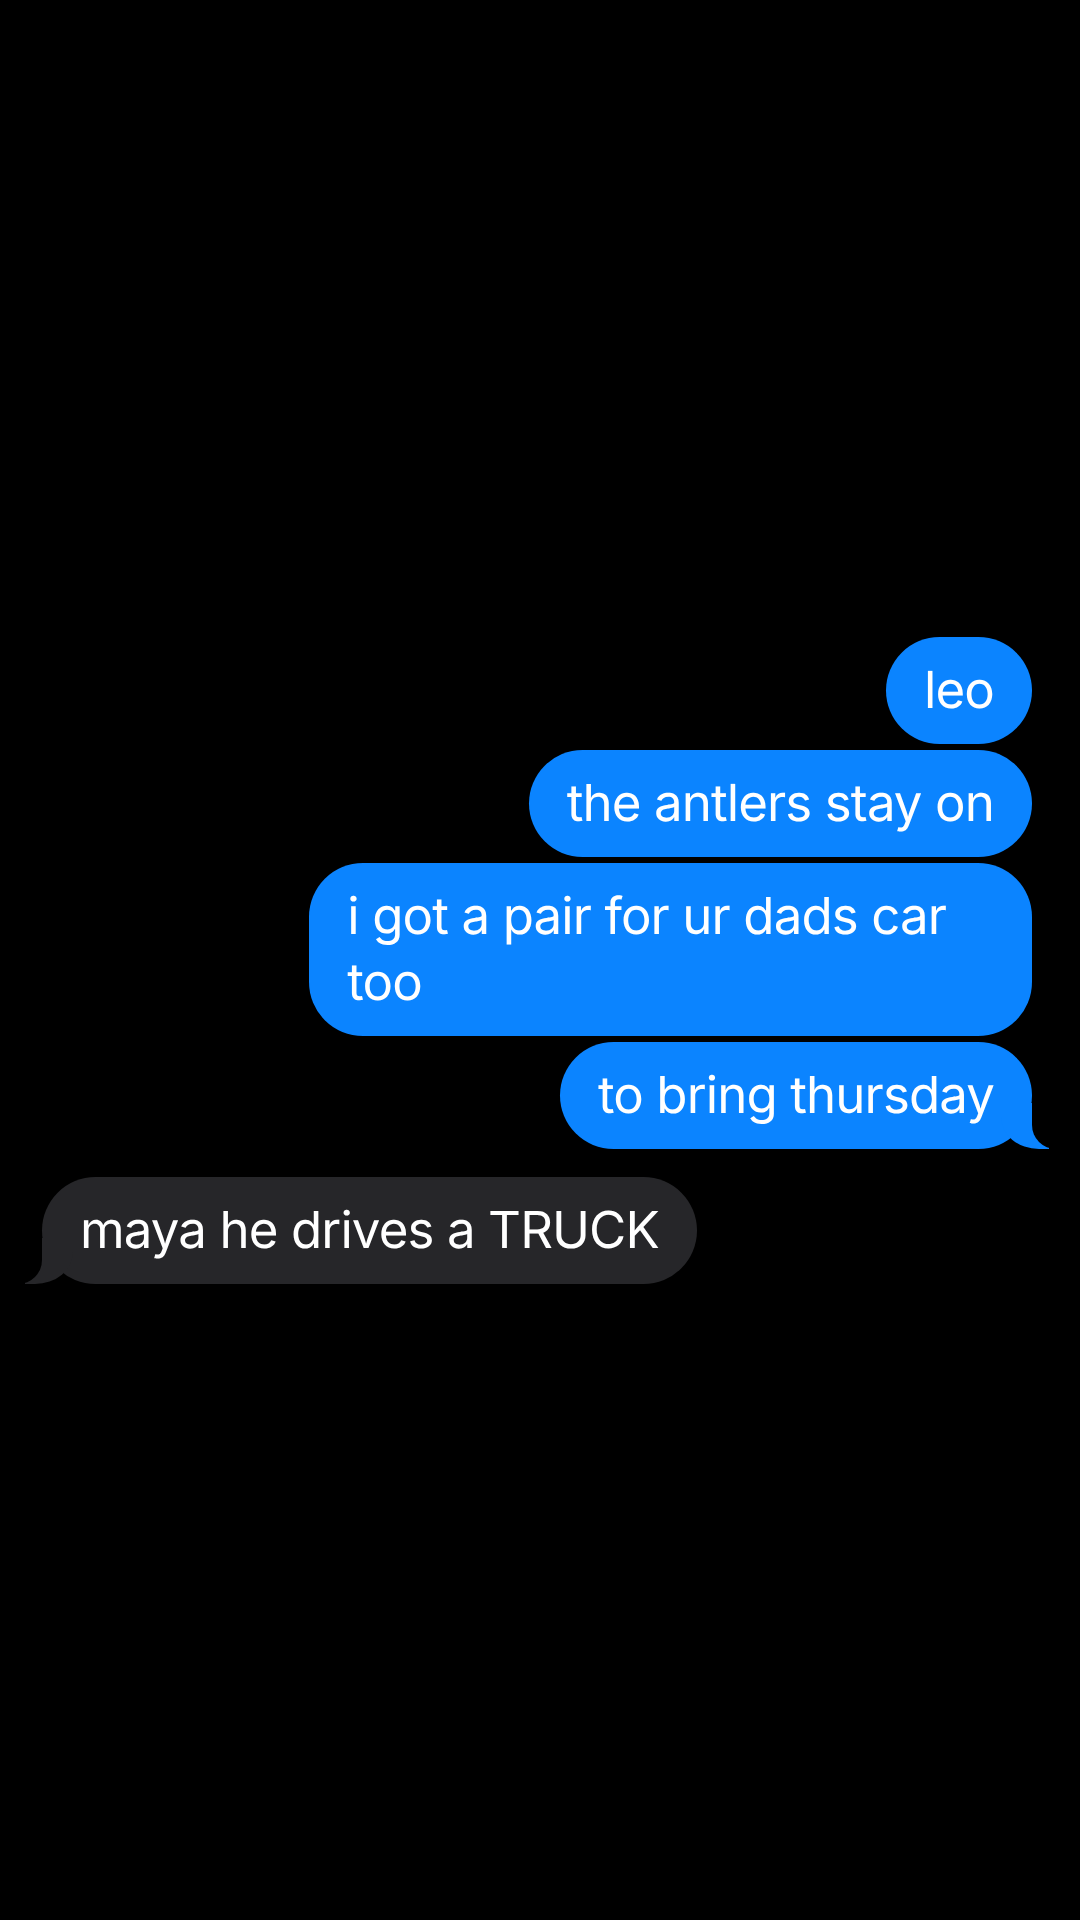 leo
the antlers stay on
i got a pair for ur dads car
too
to bring thursday
maya he drives a TRUCK